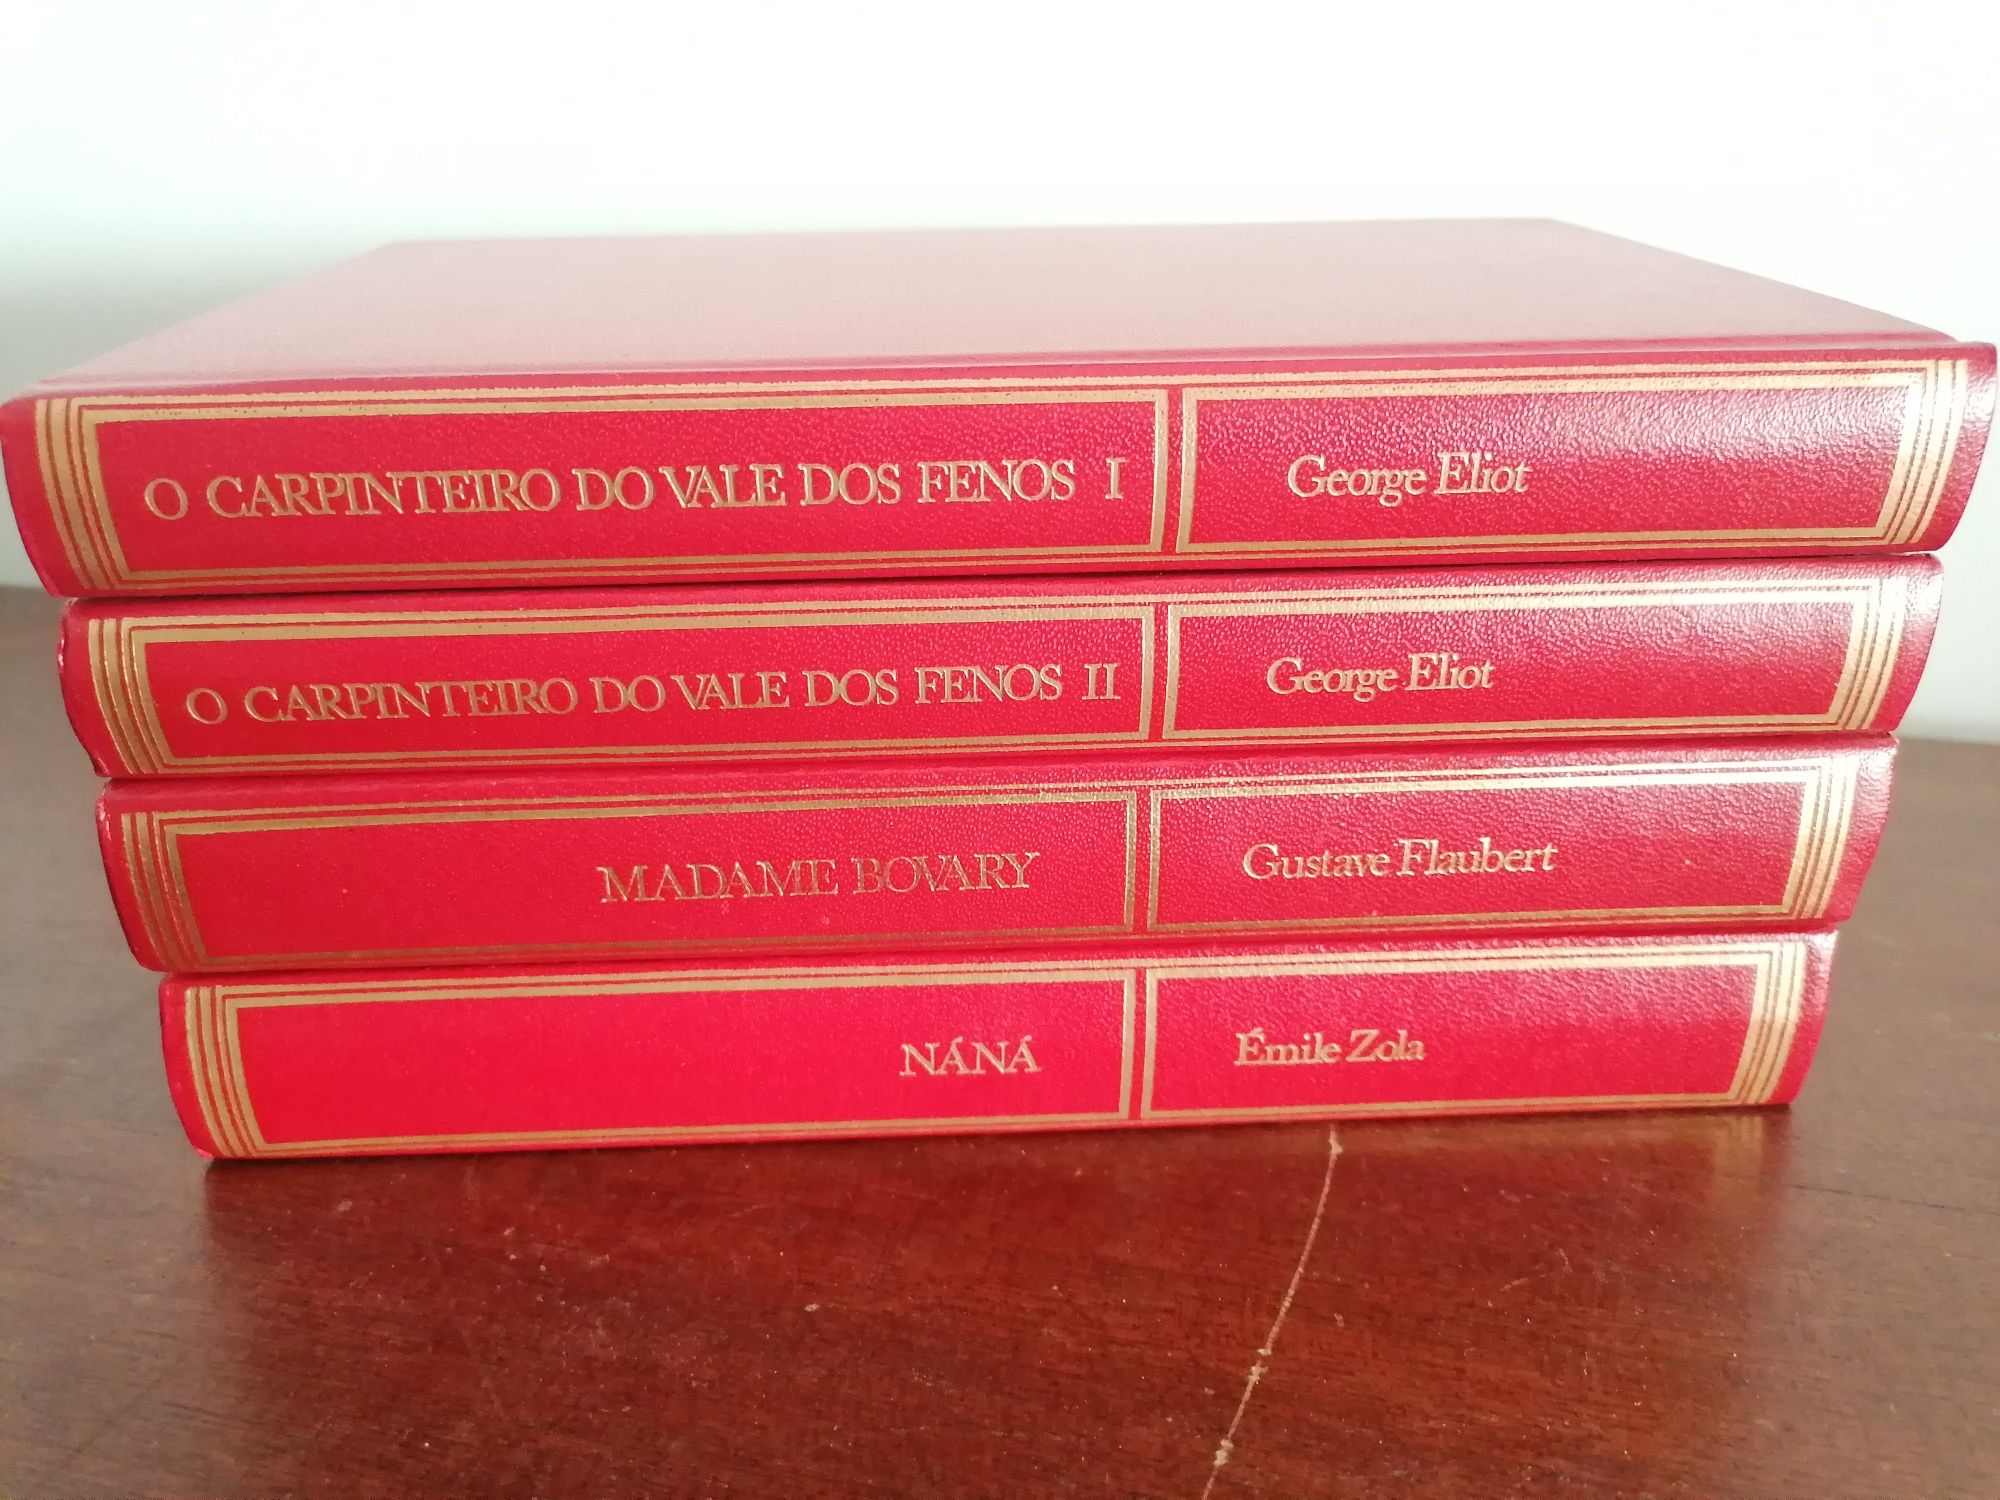 O CARPINTEIRO DO VALE DOS FENOS I George Eliot
O CARPINTEIRO DO VALE DOS FENOS II George Eliot
MADAME BOVARY Gustave Flaubert
NÁNÁ Émile Zola